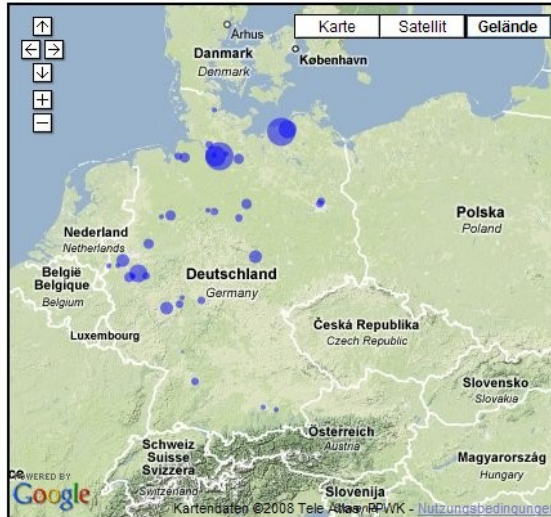 Karte
Satellit
Gelände
Århus
Danmark
Denmark
København
Nederland
Netherlands
België
Belgique
Belgium
Deutschland
Germany
Polska
Poland
Luxembourg
Česká Republika
Czech Republic
Slovensko
Slovakia
Österreich
Austria
Schweiz
Suisse
Svizzera
Switzerland
Magyarország
Hungary
Slovenija
ce
POWERED BY
Google
Kartendaten ©2008 Tele Atlas, PPWK - Nutzungsbedingungen